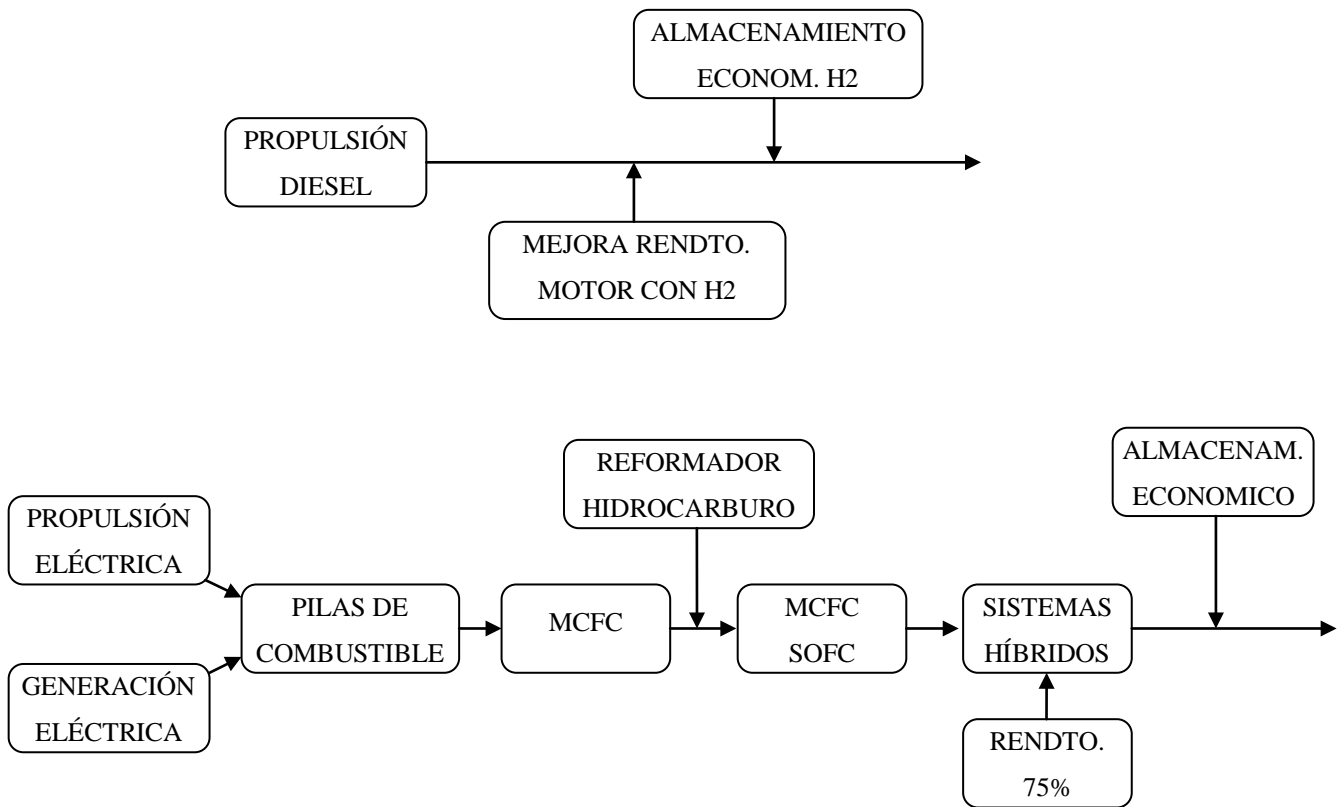 ALMACENAMIENTO
ECONOM. H2
PROPULSIÓN
DIESEL
MEJORA RENDTO.
MOTOR CON H2
REFORMADOR
HIDROCARBURO
ALMACENAM.
ECONOMICO
PROPULSIÓN
ELÉCTRICA
PILAS DE
COMBUSTIBLE
MCFC
MCFC
SOFC
SISTEMAS
HÍBRIDOS
GENERACIÓN
ELÉCTRICA
RENDTO.
75%